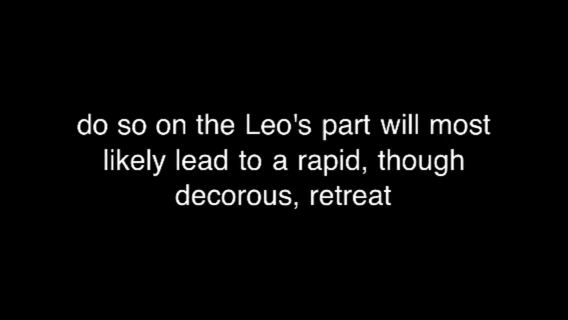 do so on the Leo's part will most
likely lead to a rapid, though
decorous, retreat